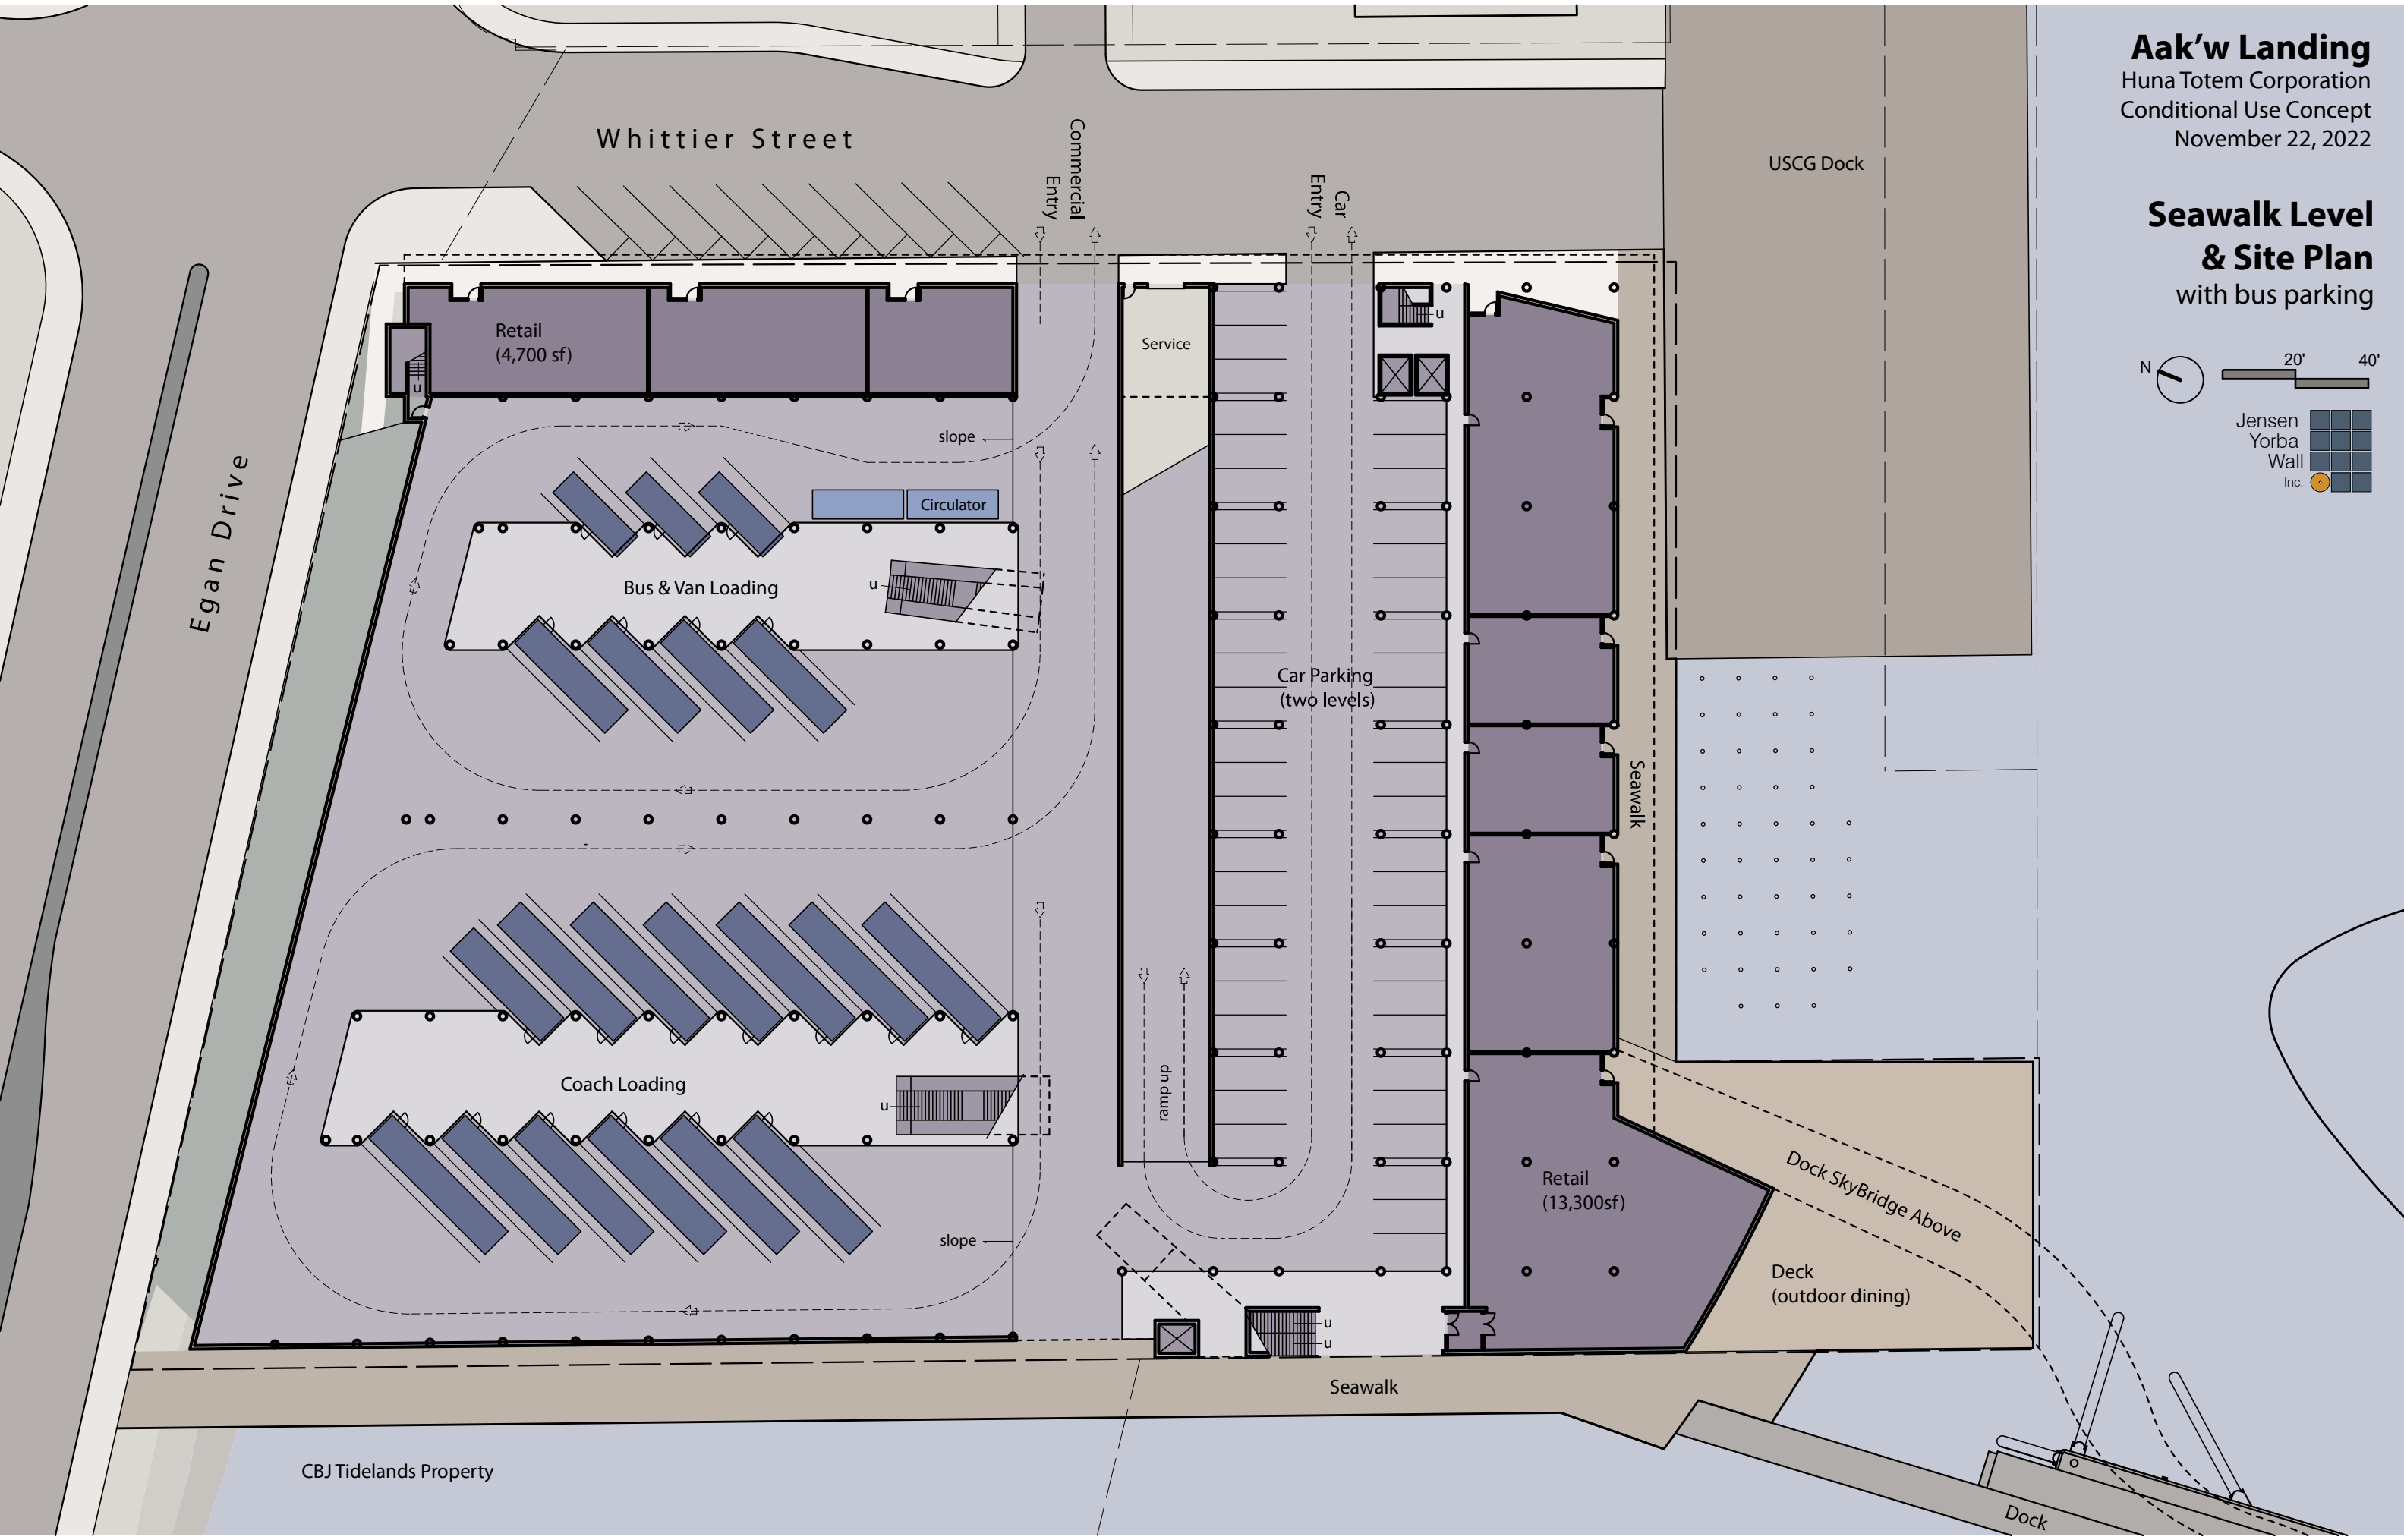 Aak’w Landing
Huna Totem Corporation
Conditional Use Concept
November 22, 2022
Seawalk Level
& Site Plan
with bus parking
N
20'
40'
Jensen
Yorba
Wall
Inc.
Whittier Street
Commercial
Entry
Car
Entry
USCG Dock
Egan Drive
Retail
(4,700 sf)
u
Service
u
slope
Circulator
Bus & Van Loading
u
Car Parking
(two levels)
Seawalk
Coach Loading
u
ramp up
slope
Retail
(13,300sf)
Dock SkyBridge Above
Deck
(outdoor dining)
u
u
Seawalk
CBJ Tidelands Property
Dock